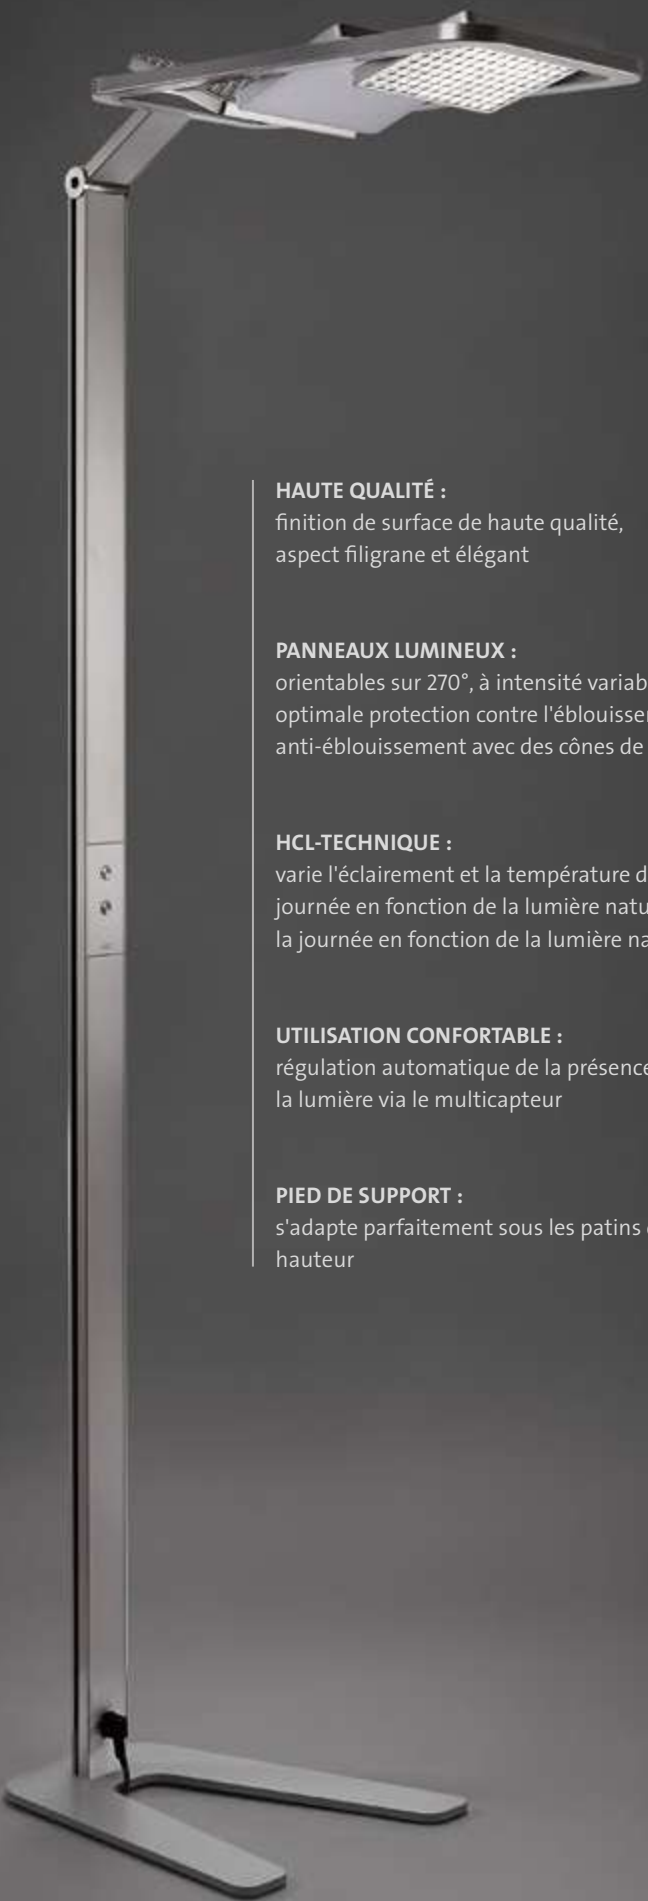 HAUTE QUALITÉ :
finition de surface de haute qualité,
aspect filigrane et élégant
PANNEAUX LUMINEUX :
orientables sur 270°, à intensité variab
optimale protection contre l'éblouisse
anti-éblouissement avec des cônes de
HCL-TECHNIQUE :
varie l'éclairement et la température d
journée en fonction de la lumière natu
la journée en fonction de la lumière na
UTILISATION CONFORTABLE :
régulation automatique de la présence
la lumière via le multicapteur
PIED DE SUPPORT :
s'adapte parfaitement sous les patins
hauteur